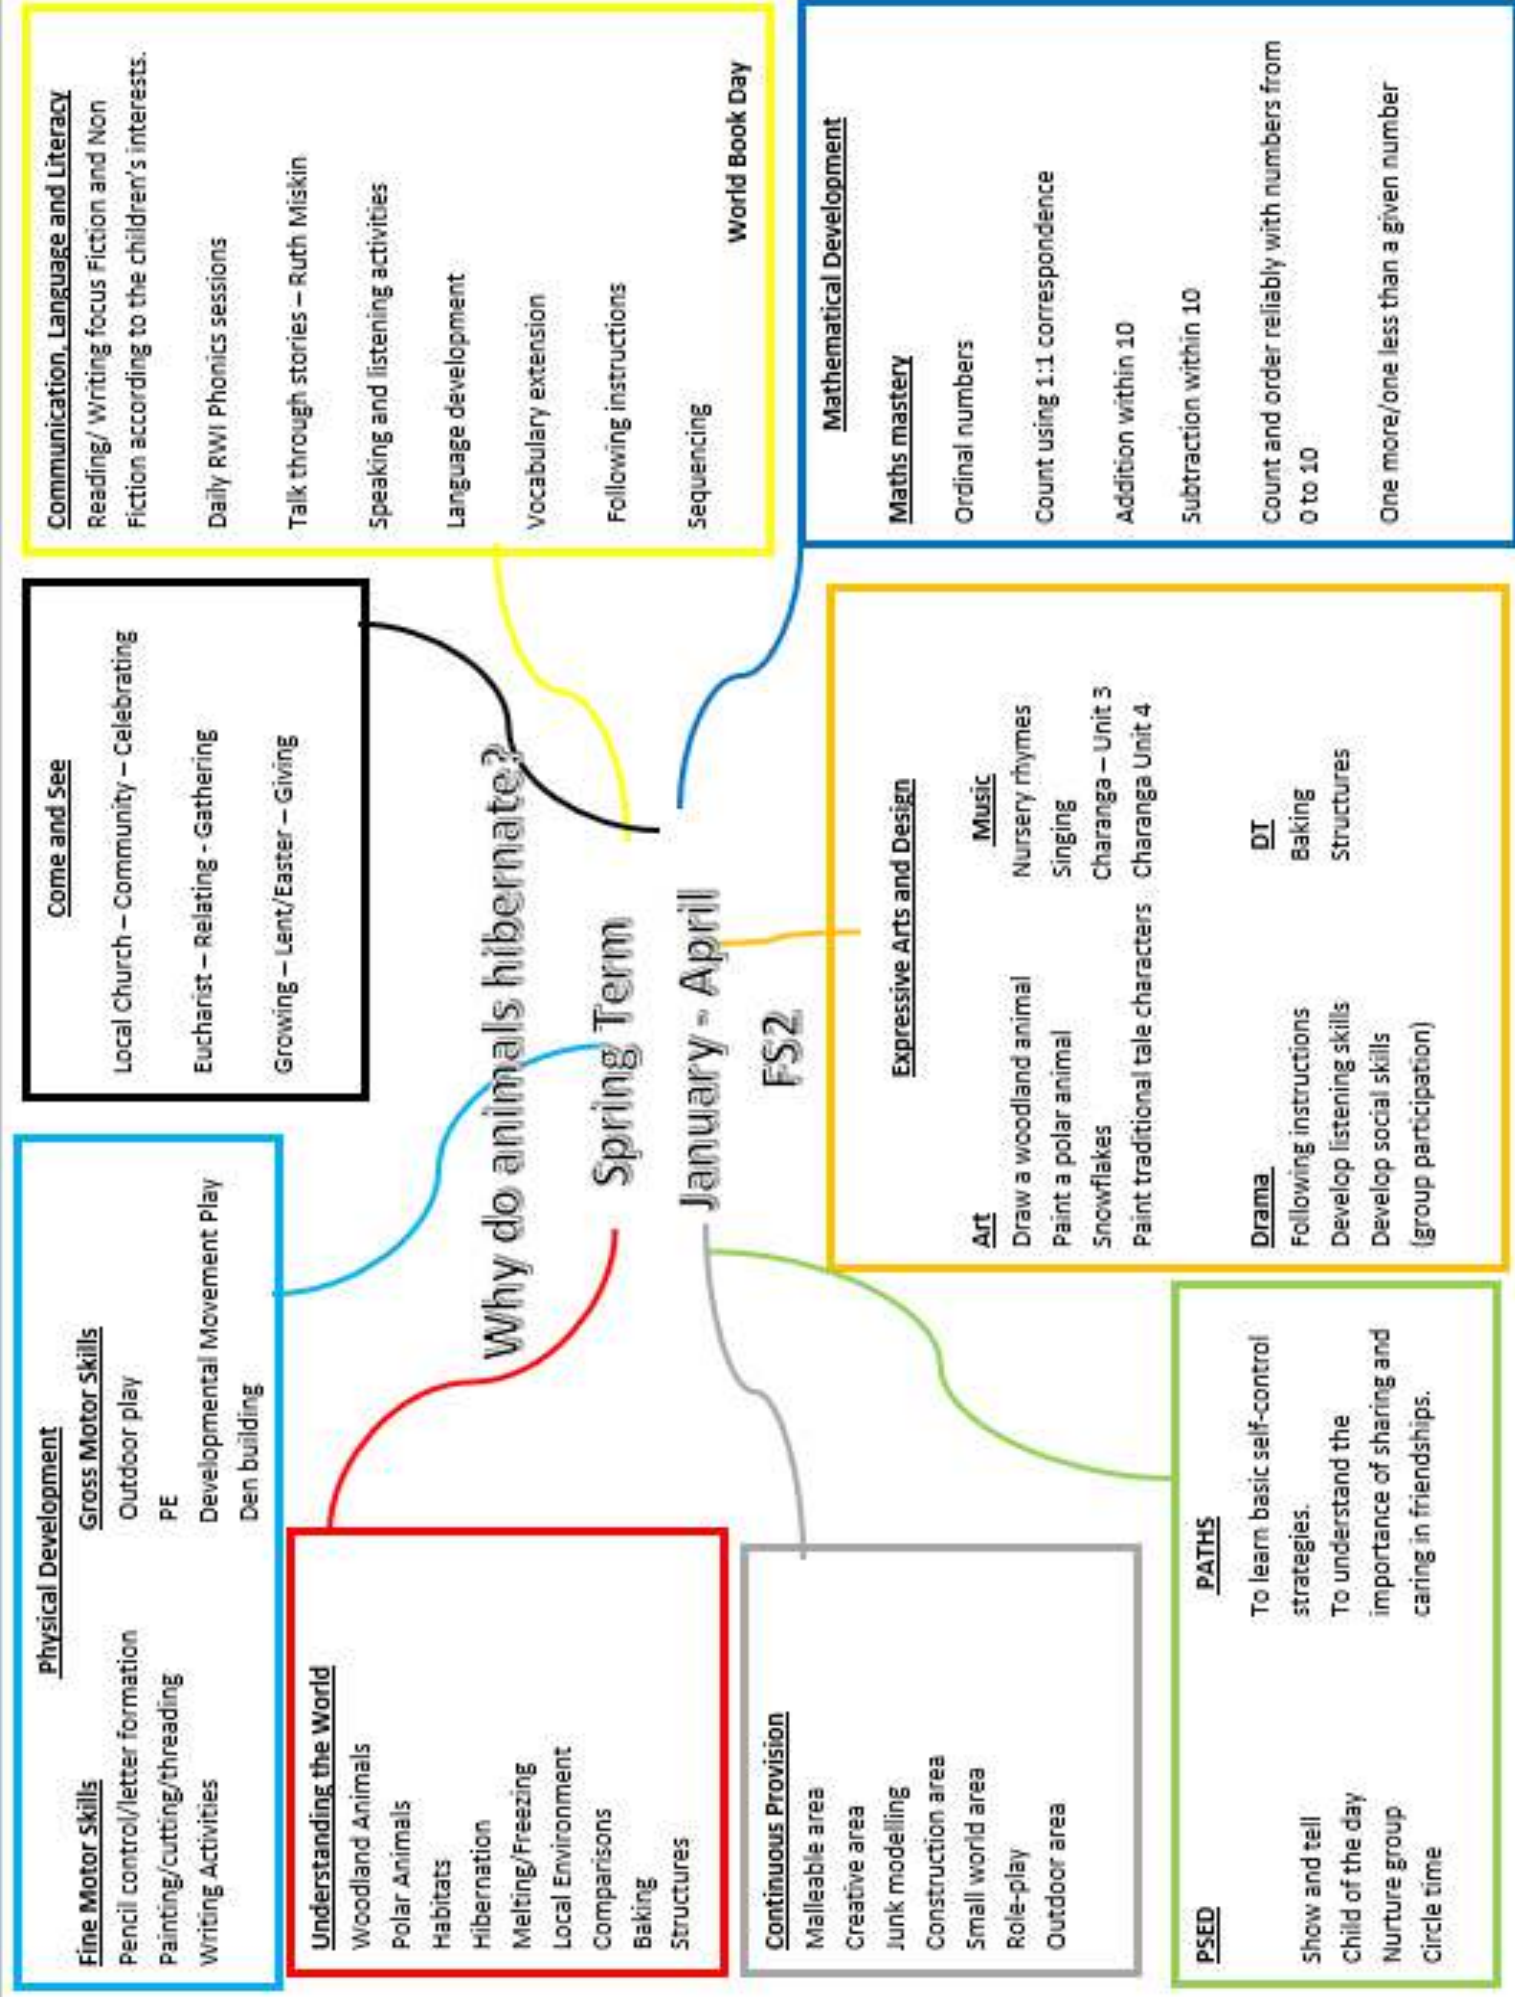 Physical Development
Fine Motor Skills
Pencil control/letter formation
Painting/cutting/threading
Writing Activities
Gross Motor Skills
Outdoor play
PE
Developmental Movement Play
Den building
Come and See
Local Church – Community – Celebrating
Eucharist – Relating - Gathering
Growing – Lent/Easter – Giving
Communication, Language and Literacy
Reading/ Writing focus Fiction and Non
Fiction according to the children's interests.
Daily RWI Phonics sessions
Talk through stories – Ruth Miskin
Speaking and listening activities
Language development
Vocabulary extension
Following instructions
Sequencing
World Book Day
Understanding the World
Woodland Animals
Polar Animals
Habitats
Hibernation
Melting/Freezing
Local Environment
Comparisons
Baking
Structures
Why do animals hibernate?
Spring Term
January - April
FS2
Continuous Provision
Malleable area
Creative area
Junk modelling
Construction area
Small world area
Role-play
Outdoor area
Expressive Arts and Design
Art
Draw a woodland animal
Paint a polar animal
Snowflakes
Paint traditional tale characters
Music
Nursery rhymes
Singing
Charanga – Unit 3
Charanga Unit 4
Drama
Following instructions
Develop listening skills
Develop social skills
(group participation)
DT
Baking
Structures
Mathematical Development
Maths mastery
Ordinal numbers
Count using 1:1 correspondence
Addition within 10
Subtraction within 10
Count and order reliably with numbers from
0 to 10
One more/one less than a given number
PSED
Show and tell
Child of the day
Nurture group
Circle time
PATHS
To learn basic self-control
strategies.
To understand the
importance of sharing and
caring in friendships.